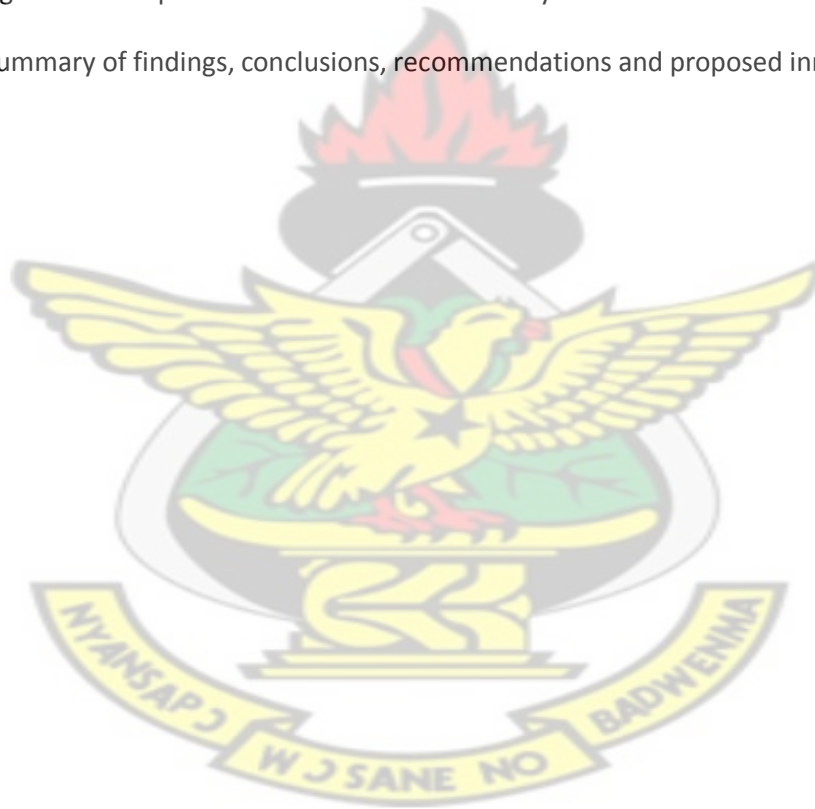 ummary of findings, conclusions, recommendations and proposed in
NYANSAPƆ
WƆSANE NO
BADWENMA